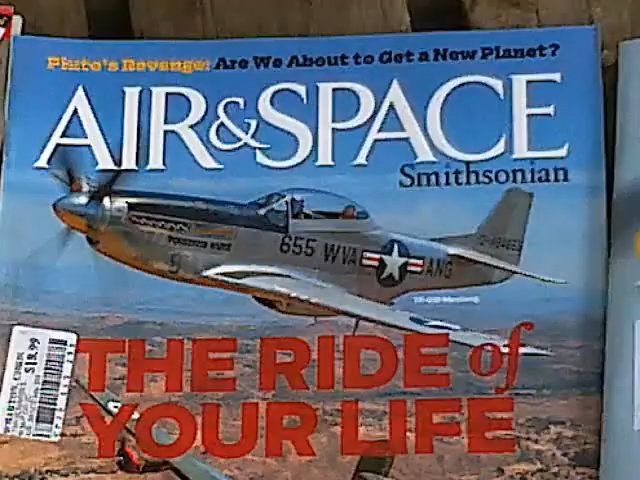 Pluto's Revenge: Are We About to Get a New Planet?
AIR&SPACE
Smithsonian
655 WVA ANG
THE RIDE of
YOUR LIFE
$18.99